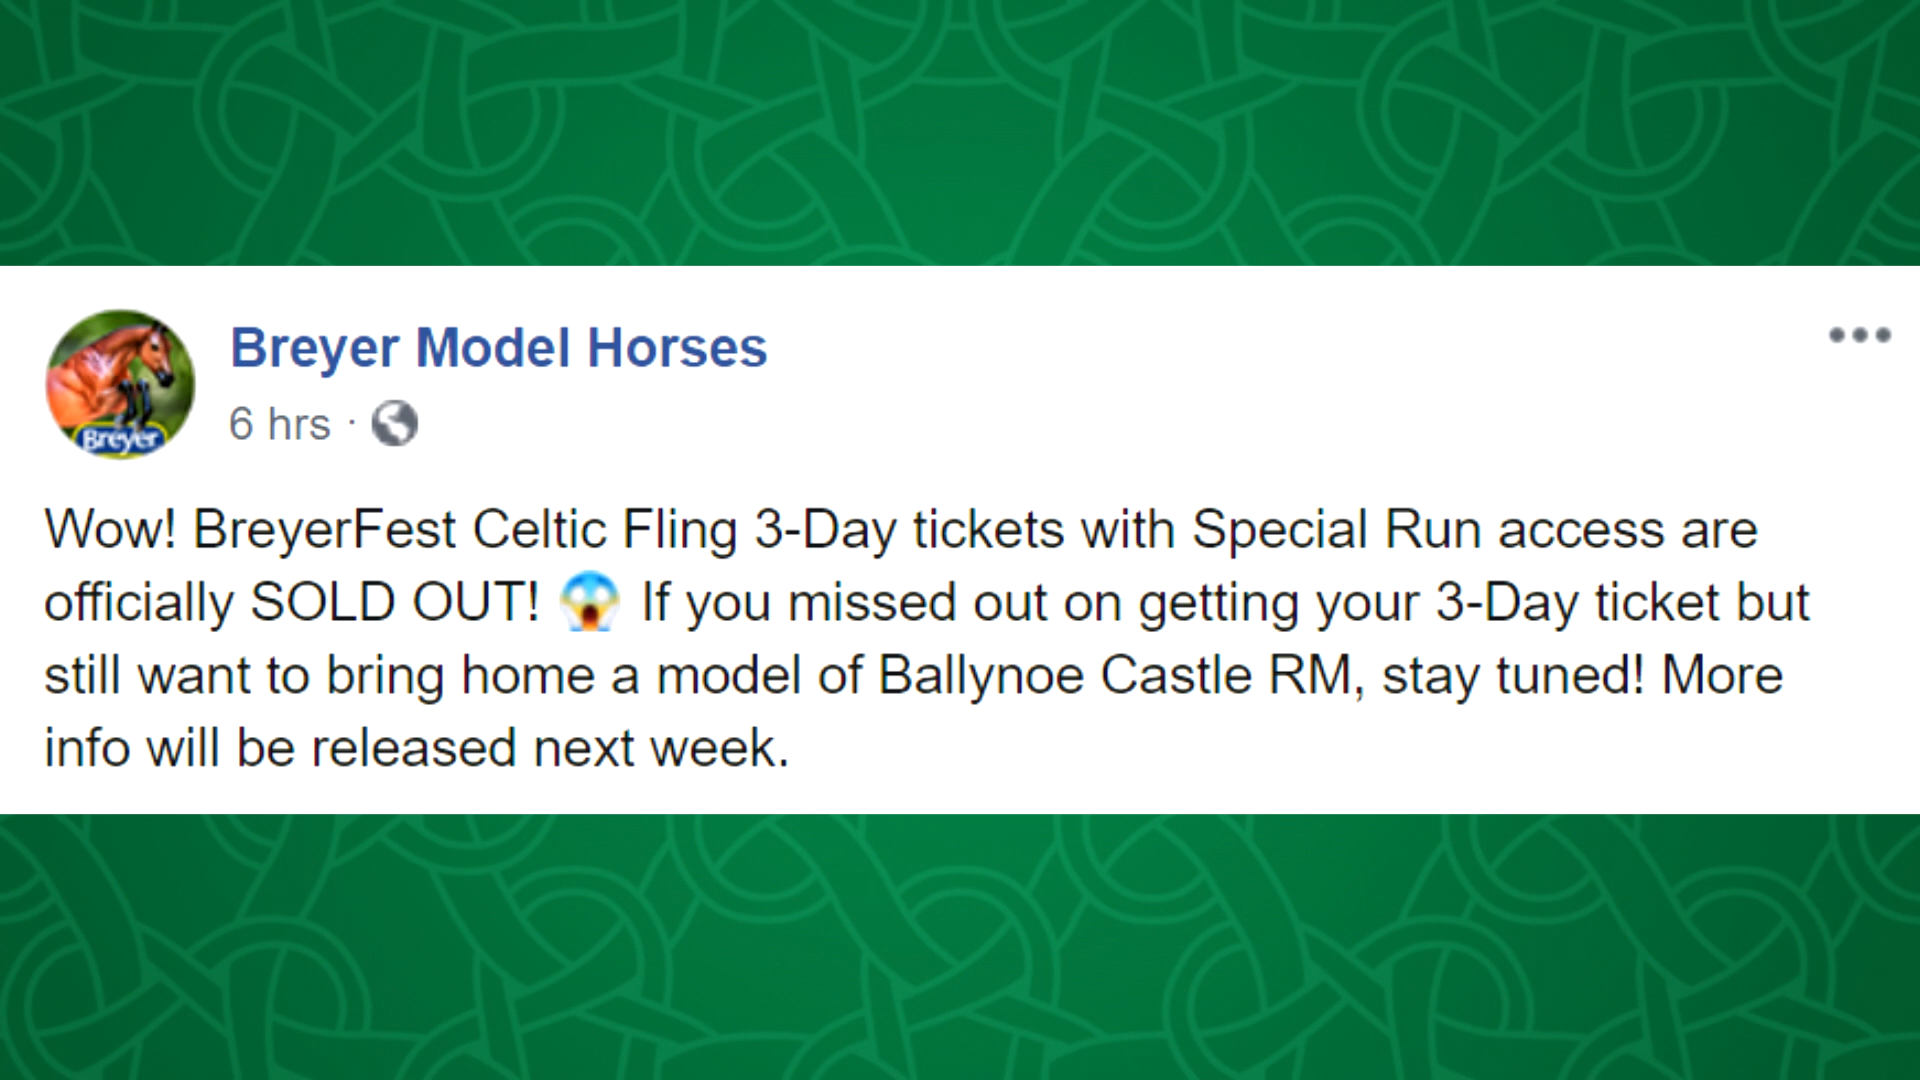 Breyer Model Horses
6 hrs ·
Breyer
Wow! BreyerFest Celtic Fling 3-Day tickets with Special Run access are
officially SOLD OUT! 😱 If you missed out on getting your 3-Day ticket but
still want to bring home a model of Ballynoe Castle RM, stay tuned! More
info will be released next week.